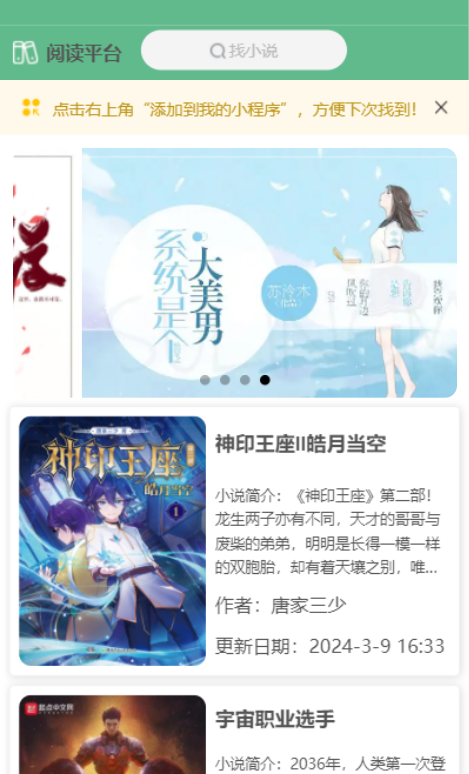 阅读平台
找小说
点击右上角“添加到我的小程序”，方便下次找到！
系统是个
大美男
苏泠木
神印王座
皓月当空
1
神印王座II皓月当空
小说简介：《神印王座》第二部！
龙生两子亦有不同，天才的哥哥与
废柴的弟弟，明明是长得一模一样
的双胞胎，却有着天壤之别，唯...
作者：唐家三少
更新日期：2024-3-9 16:33
起点中文网
宇宙职业选手
小说简介：2036年，人类第一次登